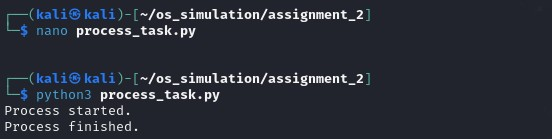 ┌──(kali㉿kali)-[~/os_simulation/assignment_2]
└─$ nano process_task.py
┌──(kali㉿kali)-[~/os_simulation/assignment_2]
└─$ python3 process_task.py
Process started.
Process finished.